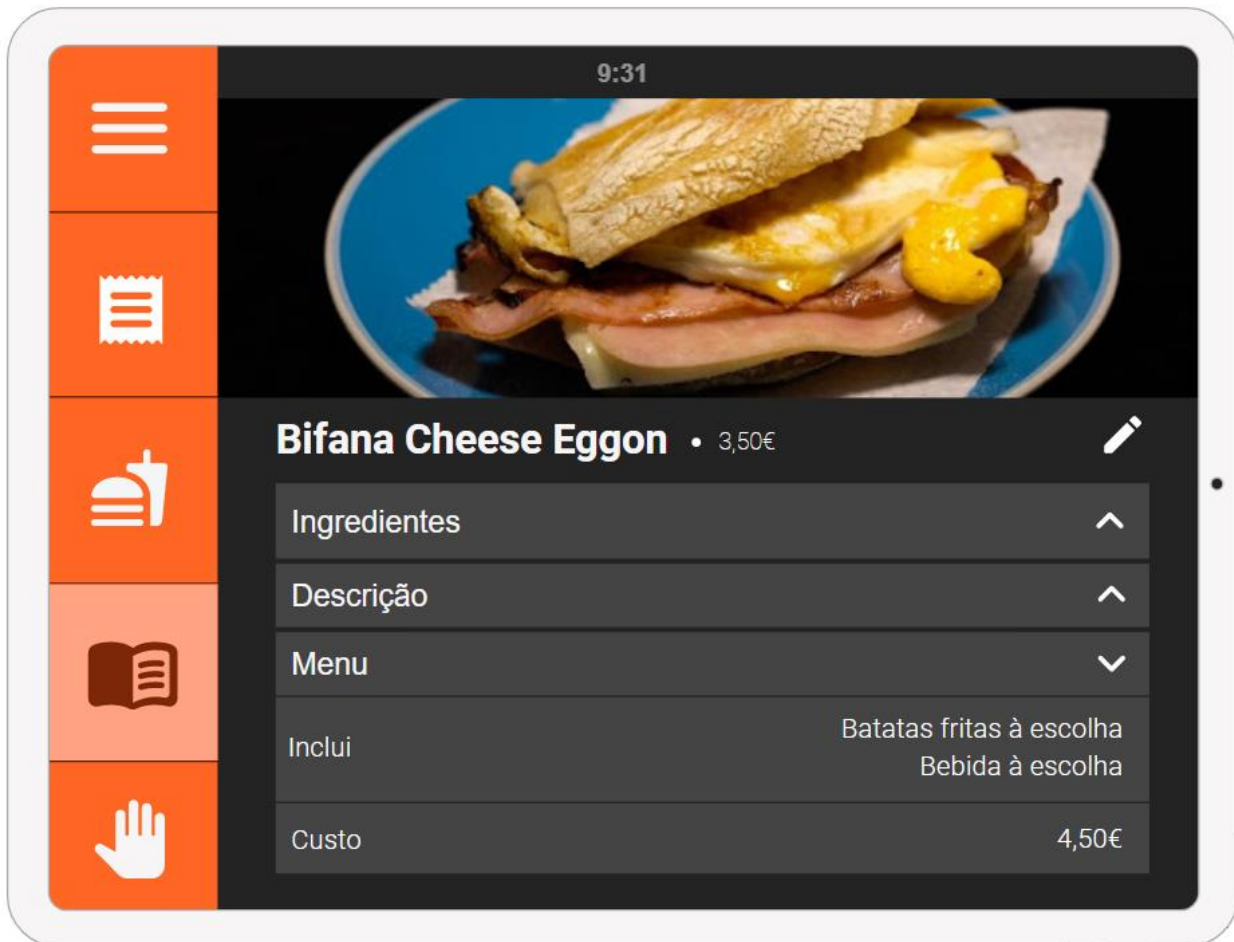 9:31
Bifana Cheese Eggon • 3,50€
Ingredientes
Descrição
Menu
Inclui
Batatas fritas à escolha
Bebida à escolha
Custo
4,50€